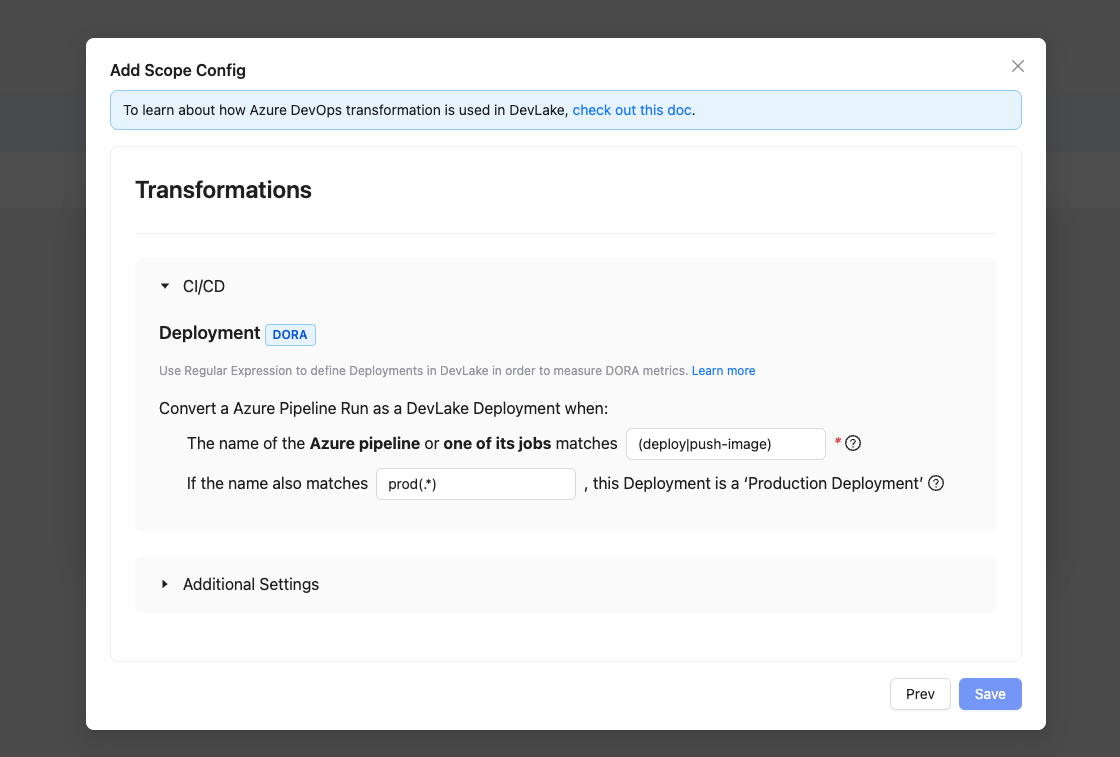 Add Scope Config
To learn about how Azure DevOps transformation is used in DevLake, check out this doc.
Transformations
CI/CD
Deployment DORA
Use Regular Expression to define Deployments in DevLake in order to measure DORA metrics. Learn more
Convert a Azure Pipeline Run as a DevLake Deployment when:
The name of the Azure pipeline or one of its jobs matches (deploy|push-image) * ?
If the name also matches prod(.*) , this Deployment is a ‘Production Deployment’ ?
Additional Settings
Prev Save